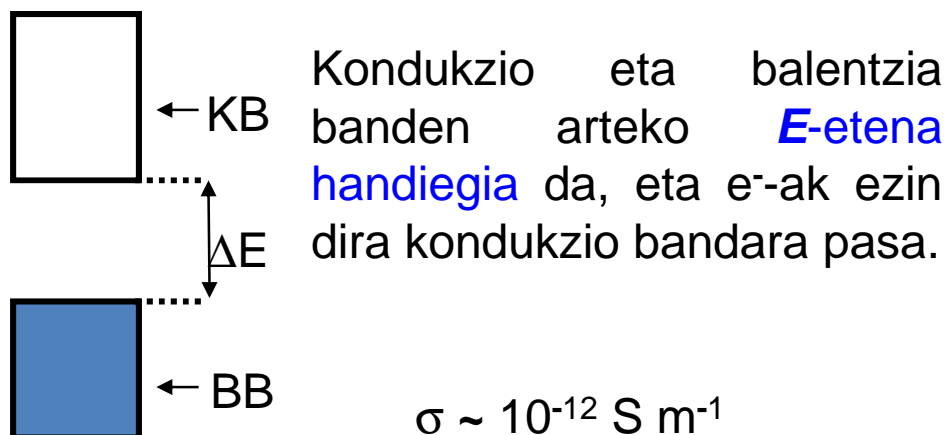 KB
Kondukzio eta balentzia
banden arteko E-etena
handiegia da, eta e⁻-ak ezin
dira kondukzio bandara pasa.
ΔE
BB
σ ~ 10⁻¹² S m⁻¹